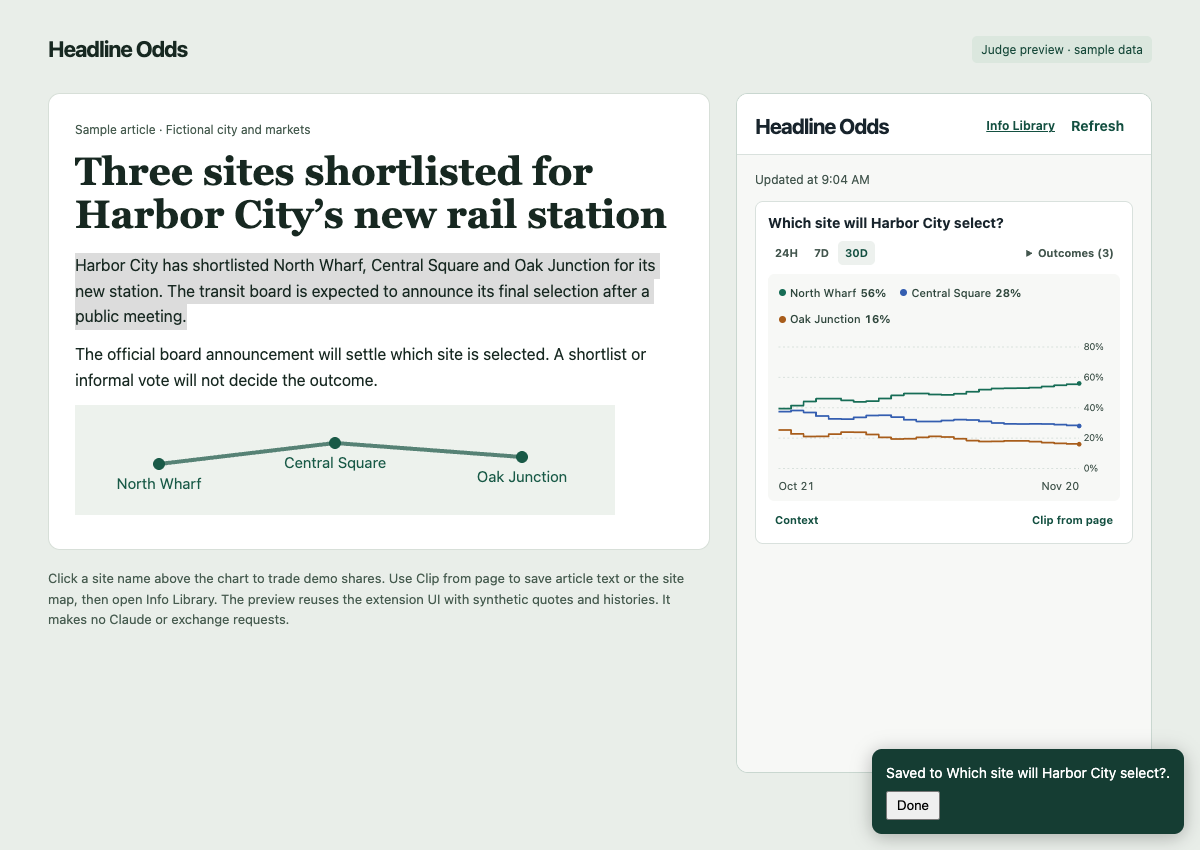 Headline Odds
Judge preview · sample data
Sample article · Fictional city and markets
Three sites shortlisted for
Harbor City’s new rail station
Harbor City has shortlisted North Wharf, Central Square and Oak Junction for its
new station. The transit board is expected to announce its final selection after a
public meeting.
The official board announcement will settle which site is selected. A shortlist or
informal vote will not decide the outcome.
North Wharf
Central Square
Oak Junction
Click a site name above the chart to trade demo shares. Use Clip from page to save article text or the site
map, then open Info Library. The preview reuses the extension UI with synthetic quotes and histories. It
makes no Claude or exchange requests.
Headline Odds
Info Library
Refresh
Updated at 9:04 AM
Which site will Harbor City select?
24H 7D 30D
Outcomes (3)
North Wharf 56% Central Square 28%
Oak Junction 16%
80%
60%
40%
20%
0%
Oct 21
Nov 20
Context
Clip from page
Saved to Which site will Harbor City select?.
Done